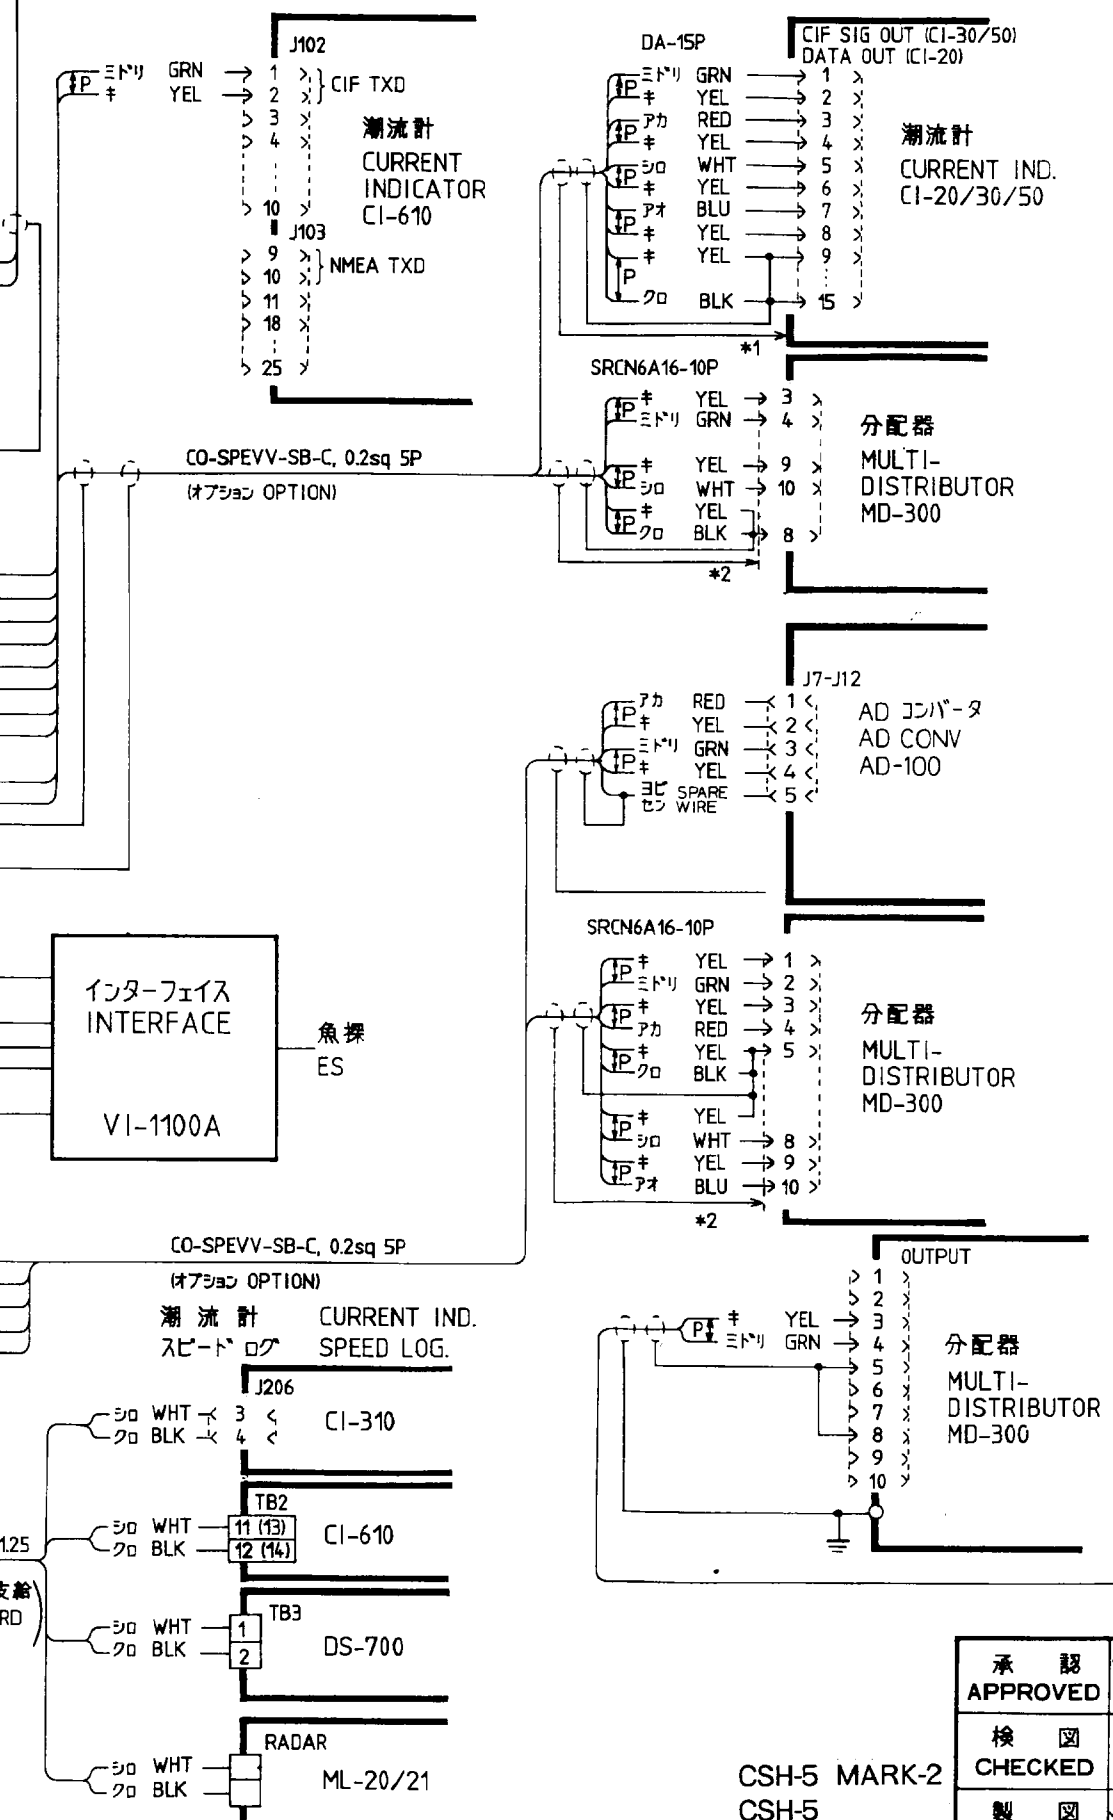 J102
ミドリ GRN 1
キ YEL 2
P
CIF TXD
3
4
10
潮流計
CURRENT
INDICATOR
CI-610
J103
9
10
NMEA TXD
11
18
25
DA-15P
CIF SIG OUT (CI-30/50)
DATA OUT (CI-20)
P ミドリ GRN 1
キ YEL 2
P アカ RED 3
キ YEL 4
P シロ WHT 5
キ YEL 6
P アオ BLU 7
キ YEL 8
キ YEL 9
P
クロ BLK 15
*1
潮流計
CURRENT IND.
CI-20/30/50
CO-SPEVV-SB-C, 0.2sq 5P
(オプション OPTION)
SRCN6A16-10P
P キ YEL 3
ミドリ GRN 4
P キ YEL 9
シロ WHT 10
P キ YEL
クロ BLK 8
*2
分配器
MULTI-
DISTRIBUTOR
MD-300
J7-J12
P アカ RED 1
キ YEL 2
P ミドリ GRN 3
キ YEL 4
ヨビ SPARE 5
セン WIRE
AD コンバータ
AD CONV
AD-100
インターフェイス
INTERFACE
VI-1100A
魚探
ES
SRCN6A16-10P
P キ YEL 1
ミドリ GRN 2
P キ YEL 3
アカ RED 4
P キ YEL 5
クロ BLK
P キ YEL
シロ WHT 8
P キ YEL 9
アオ BLU 10
*2
分配器
MULTI-
DISTRIBUTOR
MD-300
CO-SPEVV-SB-C, 0.2sq 5P
(オプション OPTION)
潮流計 CURRENT IND.
スピードログ SPEED LOG.
J206
シロ WHT 3
クロ BLK 4
CI-310
TB2
シロ WHT 11 (13)
クロ BLK 12 (14)
CI-610
TB3
シロ WHT 1
クロ BLK 2
DS-700
RADAR
シロ WHT
クロ BLK
ML-20/21
1.25
支給
RD
OUTPUT
1
2
P キ YEL 3
ミドリ GRN 4
5
6
7
8
9
10
分配器
MULTI-
DISTRIBUTOR
MD-300
CSH-5 MARK-2
CSH-5
承認
APPROVED
検図
CHECKED
製図